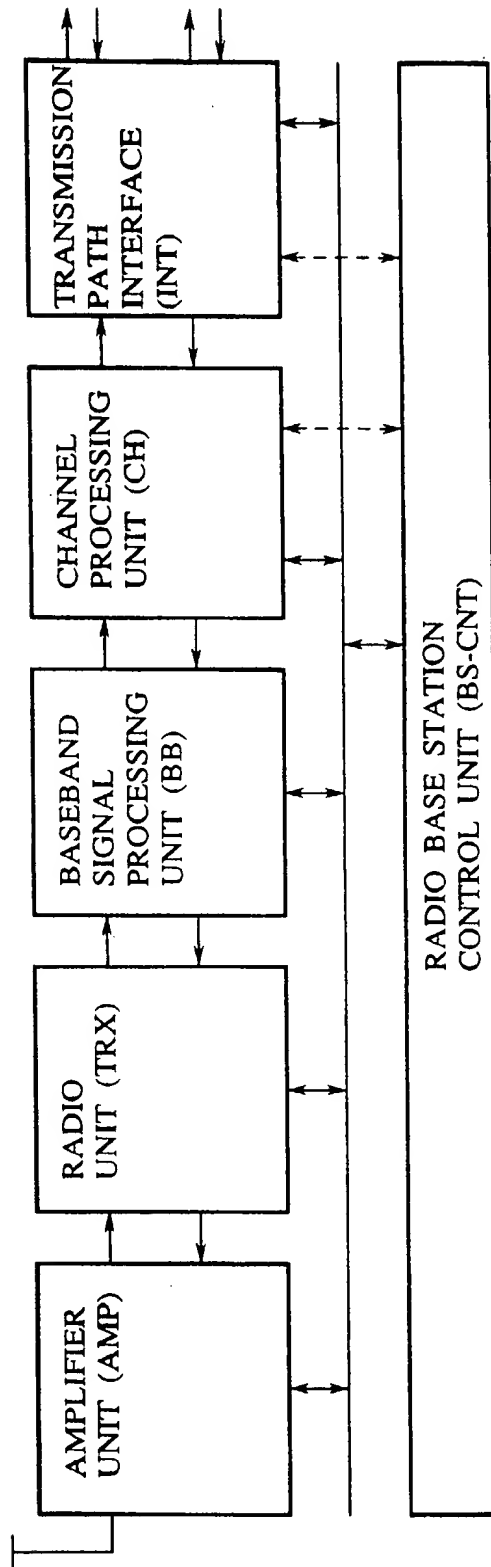 AMPLIFIER
UNIT (AMP)
RADIO
UNIT (TRX)
BASEBAND
SIGNAL
PROCESSING
UNIT (BB)
CHANNEL
PROCESSING
UNIT (CH)
TRANSMISSION
PATH
INTERFACE
(INT)
RADIO BASE STATION
CONTROL UNIT (BS-CNT)